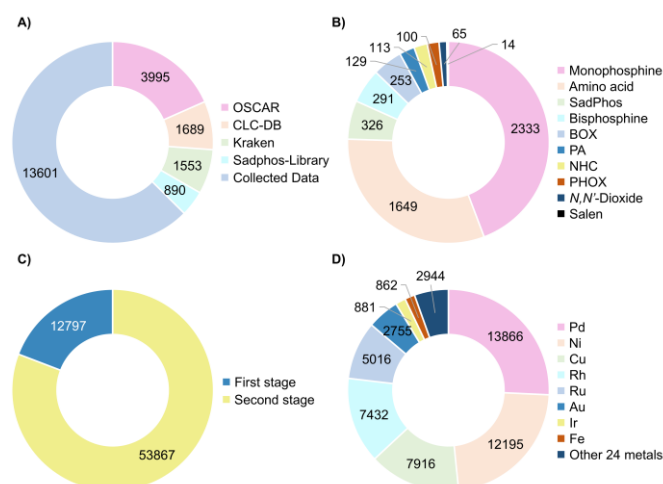 A)
3995
1689
1553
890
13601
OSCAR
CLC-DB
Kraken
Sadphos-Library
Collected Data
B)
100
65
113
14
129
253
291
326
1649
2333
Monophosphine
Amino acid
SadPhos
Bisphosphine
BOX
PA
NHC
PHOX
N,N'-Dioxide
Salen
C)
12797
53867
First stage
Second stage
D)
862
2944
881
2755
5016
7432
7916
12195
13866
Pd
Ni
Cu
Rh
Ru
Au
Ir
Fe
Other 24 metals